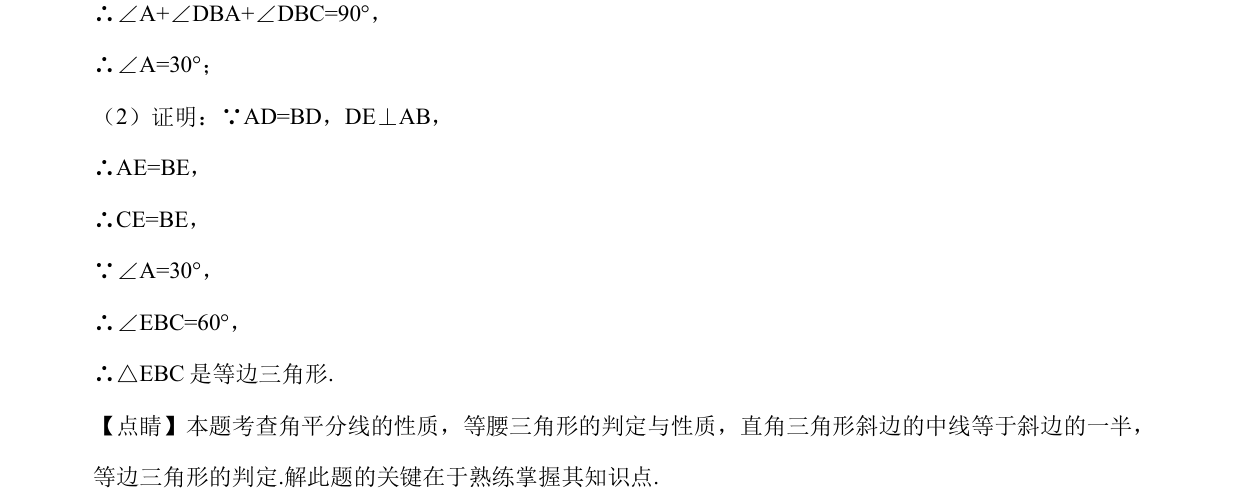 ∴∠A+∠DBA+∠DBC=90°,
∴∠A=30°;
（2）证明：∵AD=BD，DE⊥AB，
∴AE=BE，
∴CE=BE，
∵∠A=30°，
∴∠EBC=60°，
∴△EBC 是等边三角形.
【点睛】本题考查角平分线的性质，等腰三角形的判定与性质，直角三角形斜边的中线等于斜边的一半，
等边三角形的判定.解此题的关键在于熟练掌握其知识点.